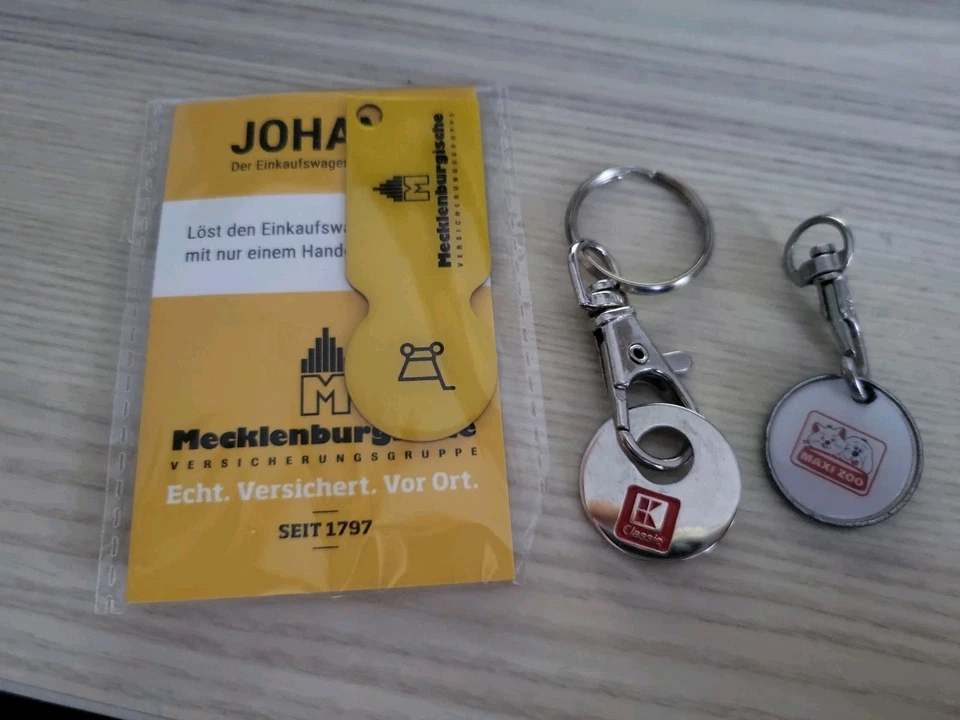 JOHA
Der Einkaufswagen
Löst den Einkaufswa
mit nur einem Hand
Mecklenburgische
VERSICHERUNGSGRUPPE
M
Mecklenburgische
VERSICHERUNGSGRUPPE
Echt. Versichert. Vor Ort.
SEIT 1797
K
Classic
MAXI ZOO